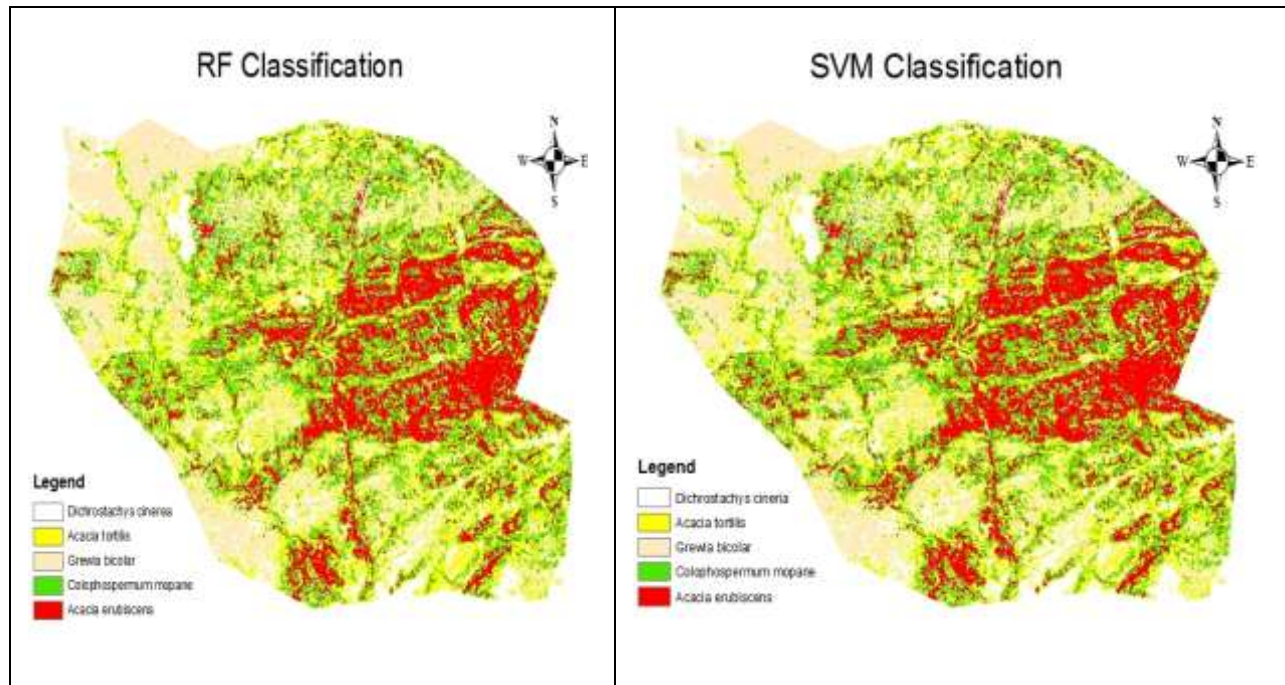 RF Classification
N
W E
S
Legend
Dichrostachys cinerea
Acacia tortilis
Grewia bicolar
Colophospermum mopane
Acacia erubiscens
SVM Classification
N
W E
S
Legend
Dichrostachys cineria
Acacia tortilis
Grewia bicolar
Colophospermum mopane
Acacia erubiscens